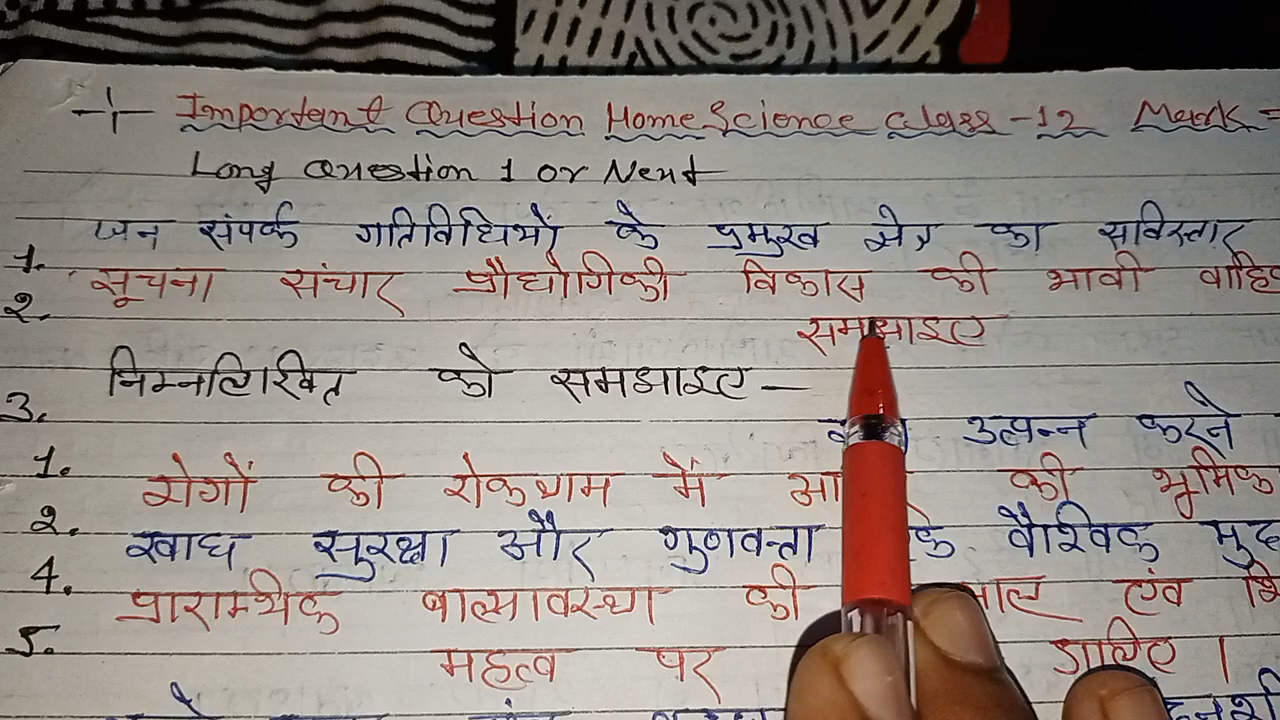 Important Question Home Science Class -12 Mark =
Long Question 1 or Next
1. जन संपर्क गतिविधियों के प्रमुख क्षेत्र का सविस्तार
2. सूचना संचार प्रौद्योगिकी विकास की भावी
समझाइए
3. निम्नलिखित को समझाइए –
उत्पन्न करने
1. रोगों की रोकथाम में की
2. खाद्य सुरक्षा और गुणवत्ता के वैश्विक
4. प्रारम्भिक बाल्यावस्था की एंव
5. महत्व पर डालिए ।